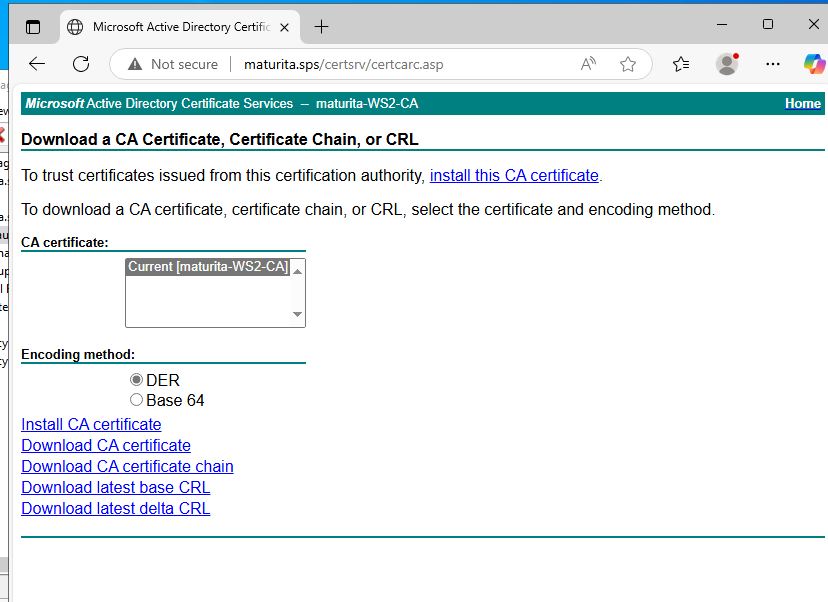 Microsoft Active Directory Certific
Not secure maturita.sps/certsrv/certcarc.asp
Microsoft Active Directory Certificate Services -- maturita-WS2-CA Home
Download a CA Certificate, Certificate Chain, or CRL
To trust certificates issued from this certification authority, install this CA certificate.
To download a CA certificate, certificate chain, or CRL, select the certificate and encoding method.
CA certificate:
Current [maturita-WS2-CA]
Encoding method:
DER
Base 64
Install CA certificate
Download CA certificate
Download CA certificate chain
Download latest base CRL
Download latest delta CRL